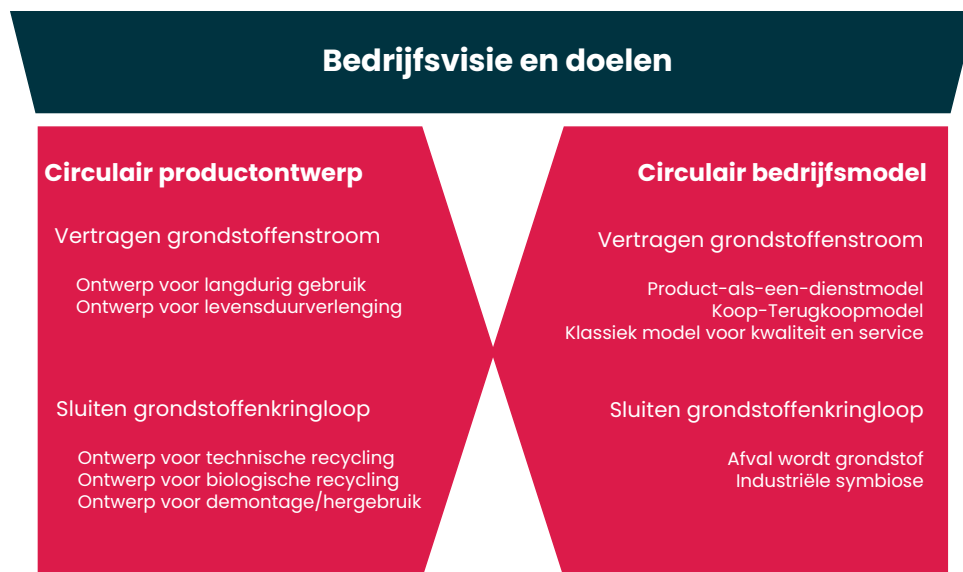 Bedrijfsvisie en doelen
Circulair productontwerp
Vertragen grondstoffenstroom
Ontwerp voor langdurig gebruik
Ontwerp voor levensduurverlenging
Sluiten grondstoffenkringloop
Ontwerp voor technische recycling
Ontwerp voor biologische recycling
Ontwerp voor demontage/hergebruik
Circulair bedrijfsmodel
Vertragen grondstoffenstroom
Product-als-een-dienstmodel
Koop-Terugkoopmodel
Klassiek model voor kwaliteit en service
Sluiten grondstoffenkringloop
Afval wordt grondstof
Industriële symbiose